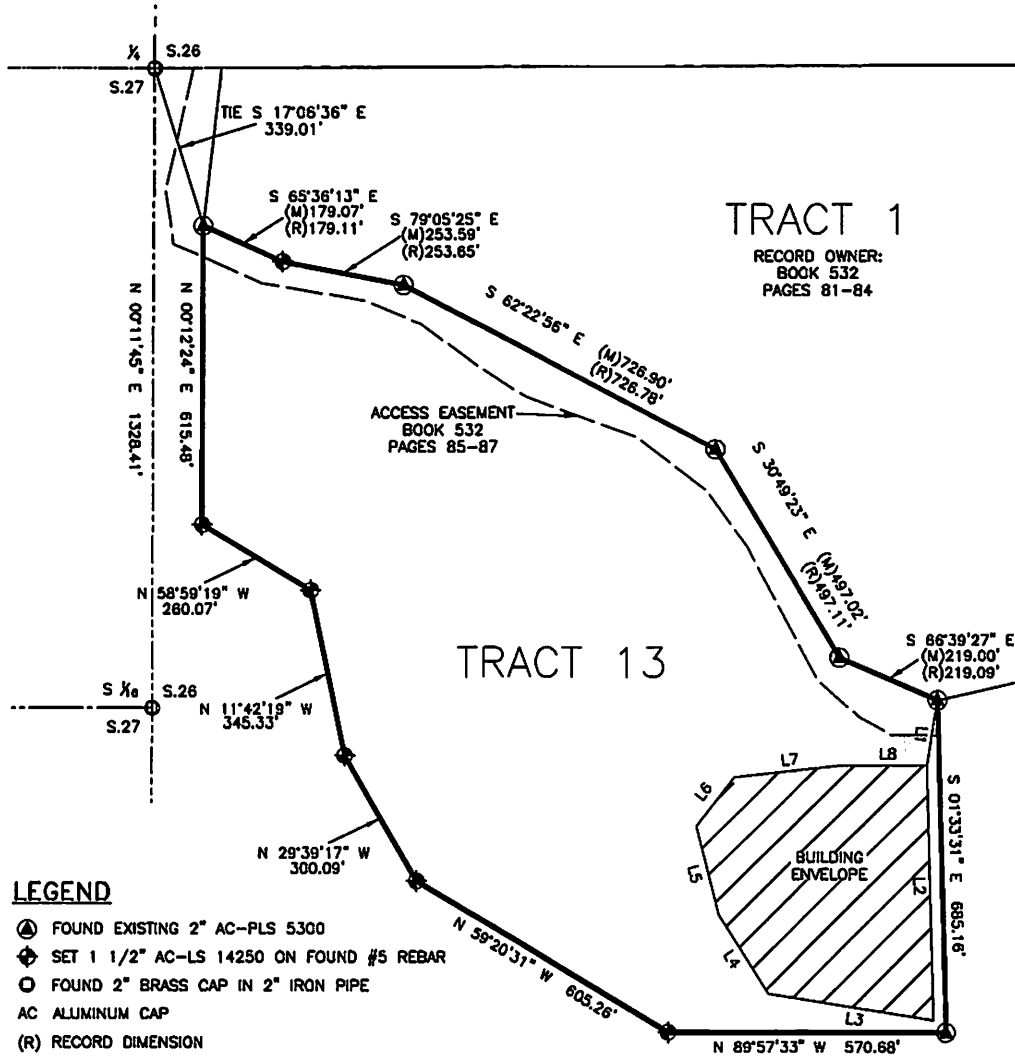 ¼ S.26
S.27
TIE S 17°06'36" E
339.01'
S 65°36'13" E
(M)179.07'
(R)179.11'
S 79°05'25" E
(M)253.59'
(R)253.65'
TRACT 1
RECORD OWNER:
BOOK 532
PAGES 81-84
N 00°11'45" E 1328.41'
N 00°12'24" E 615.48'
S 62°22'56" E (M)726.90'
(R)726.78'
ACCESS EASEMENT
BOOK 532
PAGES 85-87
S 30°49'23" E (M)497.02'
(R)497.11'
N 58°59'19" W
260.07'
S 66°39'27" E
(M)219.00'
(R)219.09'
TRACT 13
S 1/16 S.26
S.27
N 11°42'19" W
345.33'
L1
L7
L8
L6
S 01°33'31" E 685.16'
BUILDING
ENVELOPE
L2
L5
N 29°39'17" W
300.09'
L4
L3
N 59°20'31" W 605.26'
N 89°57'33" W 570.68'
LEGEND
FOUND EXISTING 2" AC-PLS 5300
SET 1 1/2" AC-LS 14250 ON FOUND #5 REBAR
FOUND 2" BRASS CAP IN 2" IRON PIPE
AC ALUMINUM CAP
(R) RECORD DIMENSION